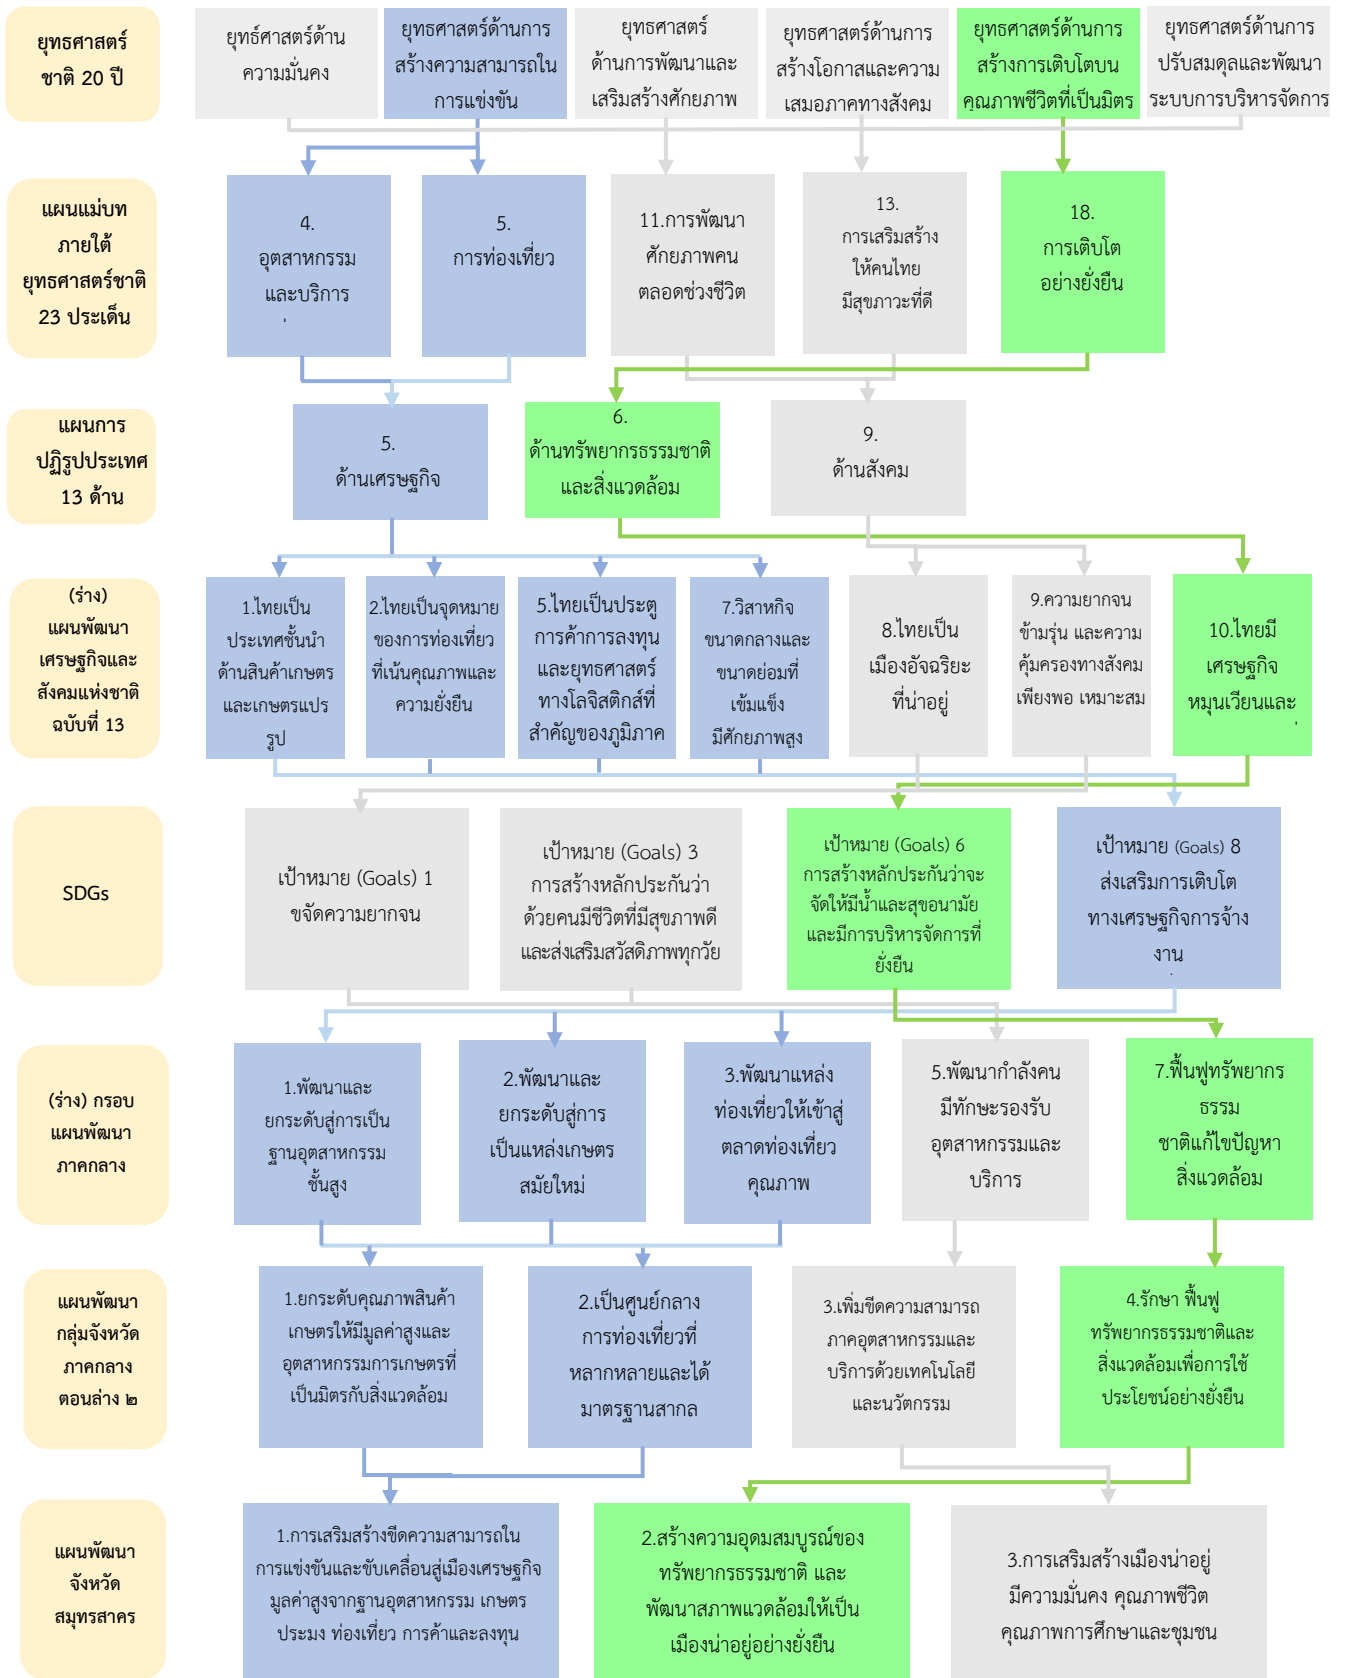 ยุทธศาสตร์
ชาติ 20 ปี
ยุทธ์ศาสตร์ด้าน
ความมั่นคง
ยุทธศาสตร์ด้านการ
สร้างความสามารถใน
การแข่งขัน
ยุทธศาสตร์
ด้านการพัฒนาและ
เสริมสร้างศักยภาพ
ยุทธศาสตร์ด้านการ
สร้างโอกาสและความ
เสมอภาคทางสังคม
ยุทธศาสตร์ด้านการ
สร้างการเติบโตบน
คุณภาพชีวิตที่เป็นมิตร
ยุทธศาสตร์ด้านการ
ปรับสมดุลและพัฒนา
ระบบการบริหารจัดการ
แผนแม่บท
ภายใต้
ยุทธศาสตร์ชาติ
23 ประเด็น
4.
อุตสาหกรรม
และบริการ
5.
การท่องเที่ยว
11.การพัฒนา
ศักยภาพคน
ตลอดช่วงชีวิต
13.
การเสริมสร้าง
ให้คนไทย
มีสุขภาวะที่ดี
18.
การเติบโต
อย่างยั่งยืน
แผนการ
ปฏิรูปประเทศ
13 ด้าน
5.
ด้านเศรษฐกิจ
6.
ด้านทรัพยากรธรรมชาติ
และสิ่งแวดล้อม
9.
ด้านสังคม
(ร่าง)
แผนพัฒนา
เศรษฐกิจและ
สังคมแห่งชาติ
ฉบับที่ 13
1.ไทยเป็น
ประเทศชั้นนำ
ด้านสินค้าเกษตร
และเกษตรแปร
รูป
2.ไทยเป็นจุดหมาย
ของการท่องเที่ยว
ที่เน้นคุณภาพและ
ความยั่งยืน
5.ไทยเป็นประตู
การค้าการลงทุน
และยุทธศาสตร์
ทางโลจิสติกส์ที่
สำคัญของภูมิภาค
7.วิสาหกิจ
ขนาดกลางและ
ขนาดย่อมที่
เข้มแข็ง
มีศักยภาพสูง
8.ไทยเป็น
เมืองอัจฉริยะ
ที่น่าอยู่
9.ความยากจน
ข้ามรุ่น และความ
คุ้มครองทางสังคม
เพียงพอ เหมาะสม
10.ไทยมี
เศรษฐกิจ
หมุนเวียนและ
SDGs
เป้าหมาย (Goals) 1
ขจัดความยากจน
เป้าหมาย (Goals) 3
การสร้างหลักประกันว่า
ด้วยคนมีชีวิตที่มีสุขภาพดี
และส่งเสริมสวัสดิภาพทุกวัย
เป้าหมาย (Goals) 6
การสร้างหลักประกันว่าจะ
จัดให้มีน้ำและสุขอนามัย
และมีการบริหารจัดการที่
ยั่งยืน
เป้าหมาย (Goals) 8
ส่งเสริมการเติบโต
ทางเศรษฐกิจการจ้าง
งาน
(ร่าง) กรอบ
แผนพัฒนา
ภาคกลาง
1.พัฒนาและ
ยกระดับสู่การเป็น
ฐานอุตสาหกรรม
ชั้นสูง
2.พัฒนาและ
ยกระดับสู่การ
เป็นแหล่งเกษตร
สมัยใหม่
3.พัฒนาแหล่ง
ท่องเที่ยวให้เข้าสู่
ตลาดท่องเที่ยว
คุณภาพ
5.พัฒนากำลังคน
มีทักษะรองรับ
อุตสาหกรรมและ
บริการ
7.ฟื้นฟูทรัพยากร
ธรรม
ชาติแก้ไขปัญหา
สิ่งแวดล้อม
แผนพัฒนา
กลุ่มจังหวัด
ภาคกลาง
ตอนล่าง ๒
1.ยกระดับคุณภาพสินค้า
เกษตรให้มีมูลค่าสูงและ
อุตสาหกรรมการเกษตรที่
เป็นมิตรกับสิ่งแวดล้อม
2.เป็นศูนย์กลาง
การท่องเที่ยวที่
หลากหลายและได้
มาตรฐานสากล
3.เพิ่มขีดความสามารถ
ภาคอุตสาหกรรมและ
บริการด้วยเทคโนโลยี
และนวัตกรรม
4.รักษา ฟื้นฟู
ทรัพยากรธรรมชาติและ
สิ่งแวดล้อมเพื่อการใช้
ประโยชน์อย่างยั่งยืน
แผนพัฒนา
จังหวัด
สมุทรสาคร
1.การเสริมสร้างขีดความสามารถใน
การแข่งขันและขับเคลื่อนสู่เมืองเศรษฐกิจ
มูลค่าสูงจากฐานอุตสาหกรรม เกษตร
ประมง ท่องเที่ยว การค้าและลงทุน
2.สร้างความอุดมสมบูรณ์ของ
ทรัพยากรธรรมชาติ และ
พัฒนาสภาพแวดล้อมให้เป็น
เมืองน่าอยู่อย่างยั่งยืน
3.การเสริมสร้างเมืองน่าอยู่
มีความมั่นคง คุณภาพชีวิต
คุณภาพการศึกษาและชุมชน